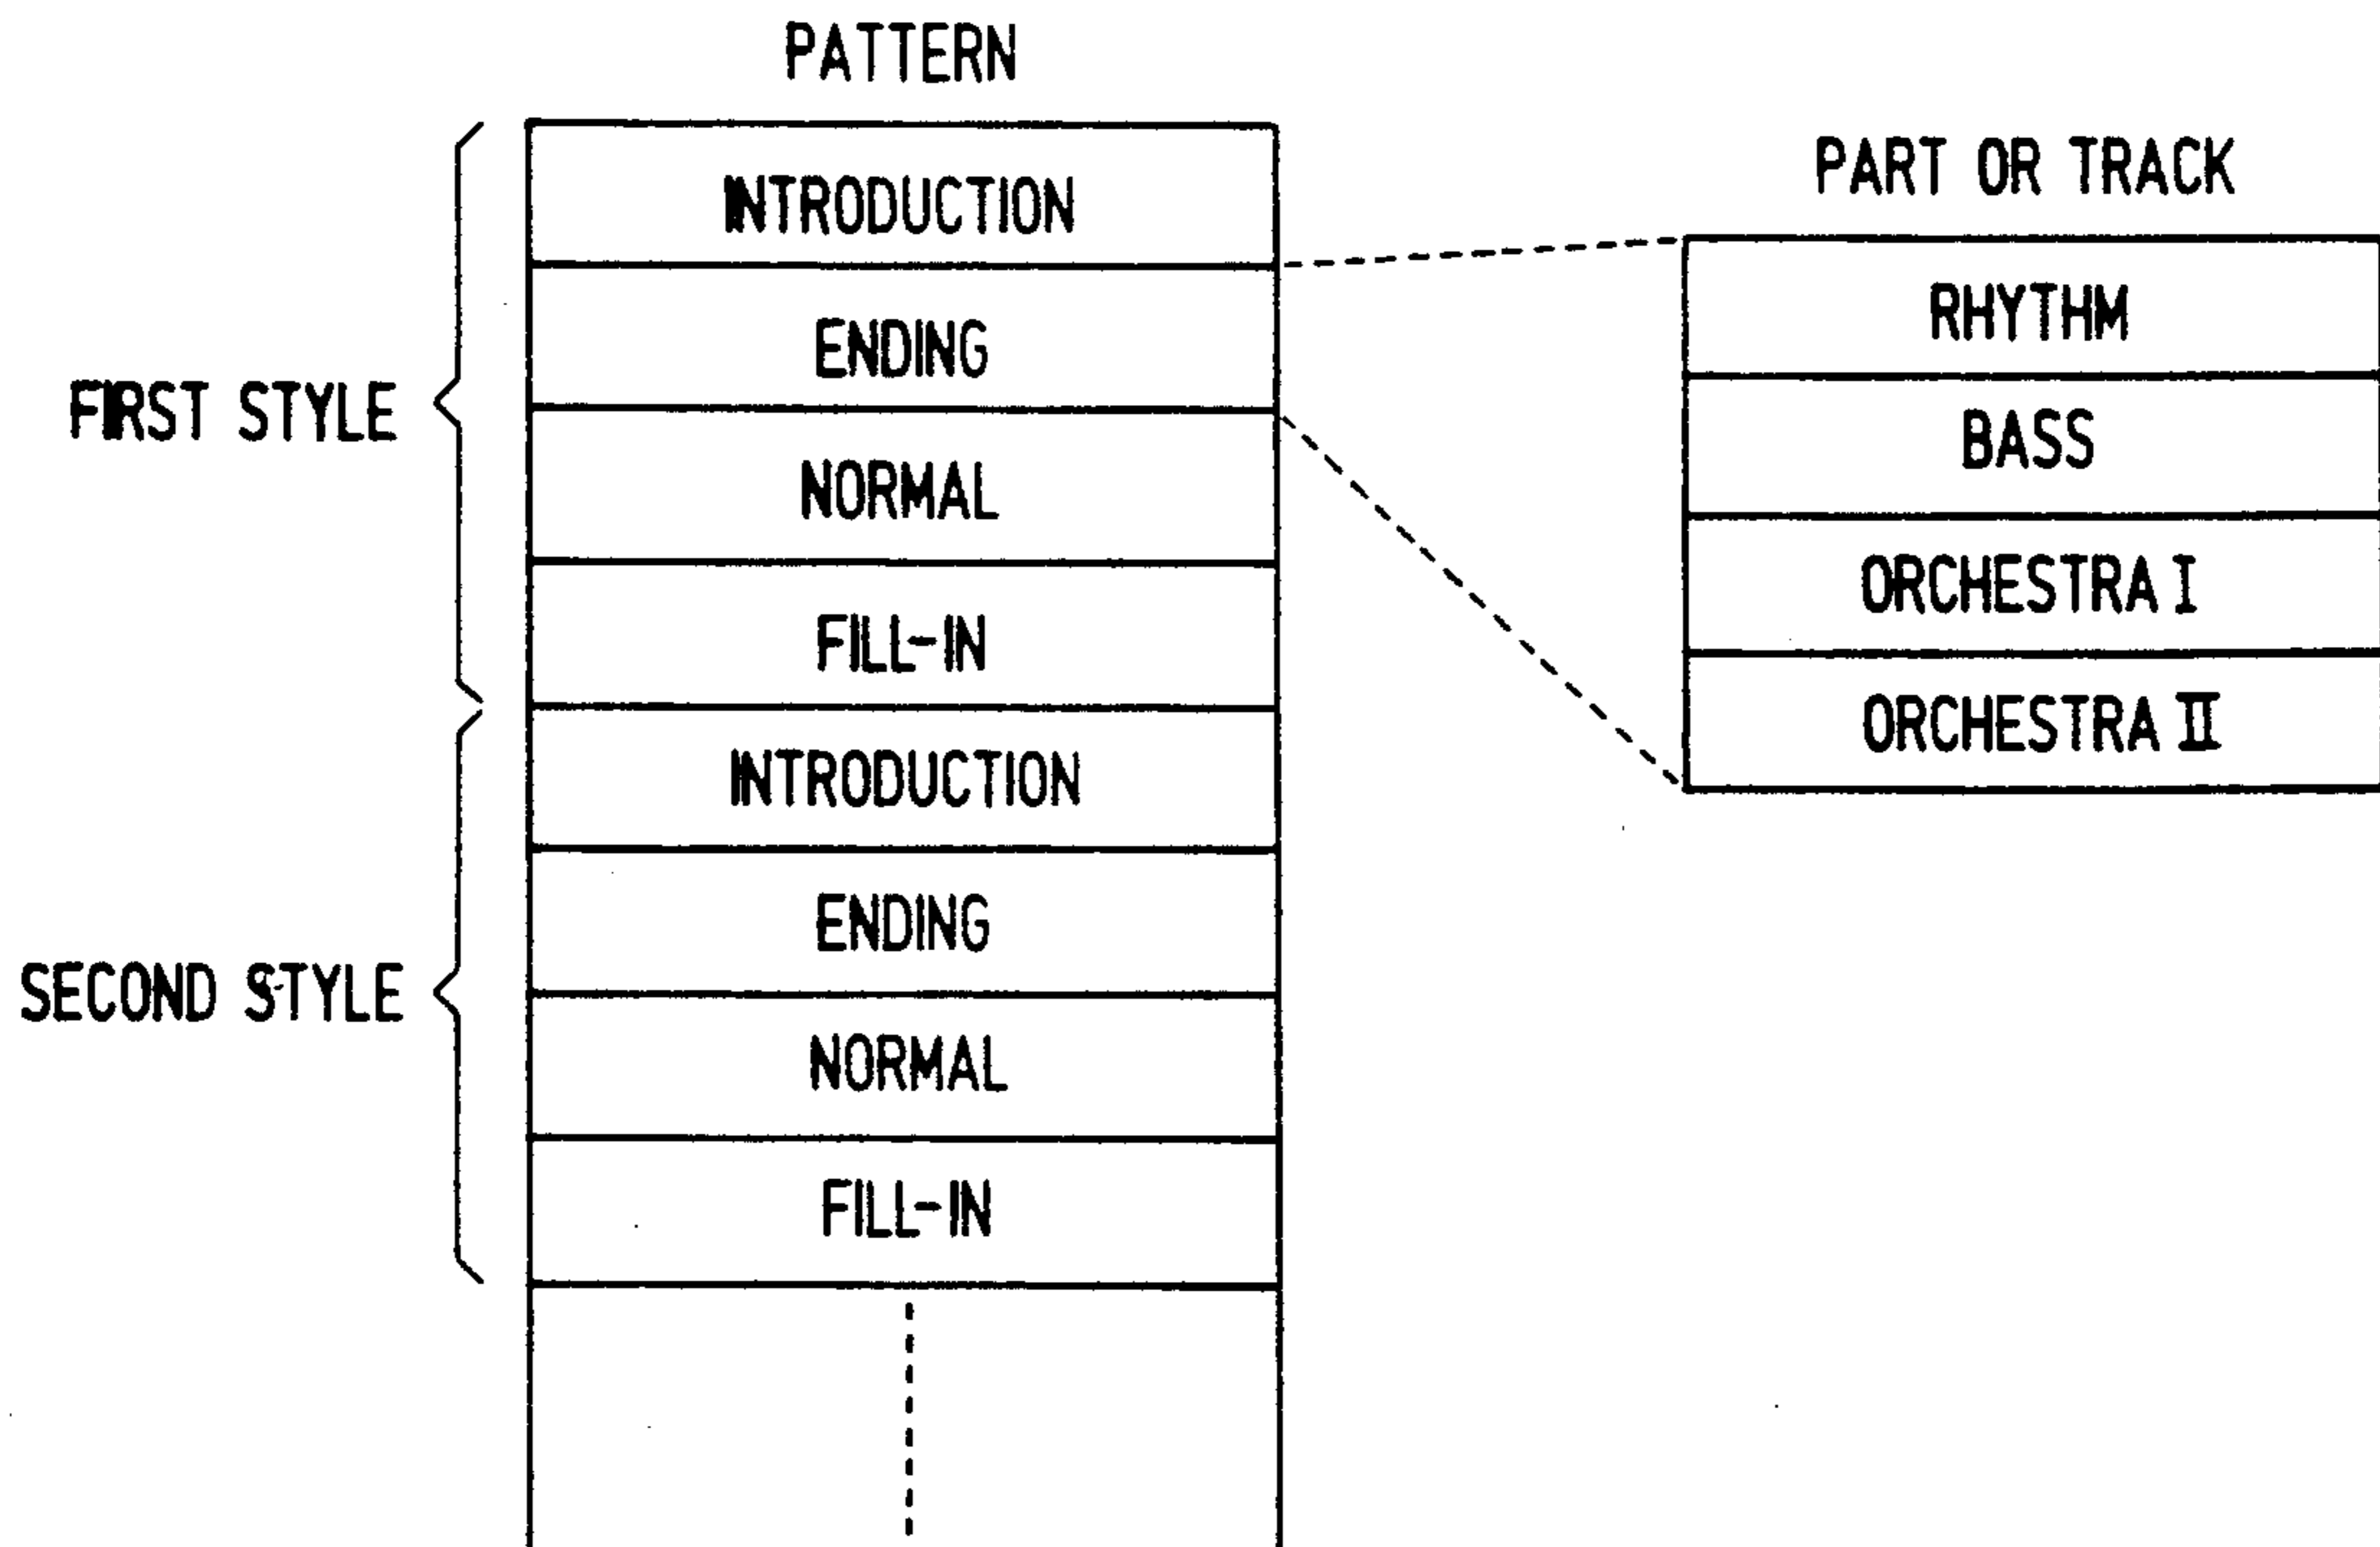 PATTERN
FIRST STYLE
INTRODUCTION
ENDING
NORMAL
FILL-IN
SECOND STYLE
INTRODUCTION
ENDING
NORMAL
FILL-IN
PART OR TRACK
RHYTHM
BASS
ORCHESTRA I
ORCHESTRA II